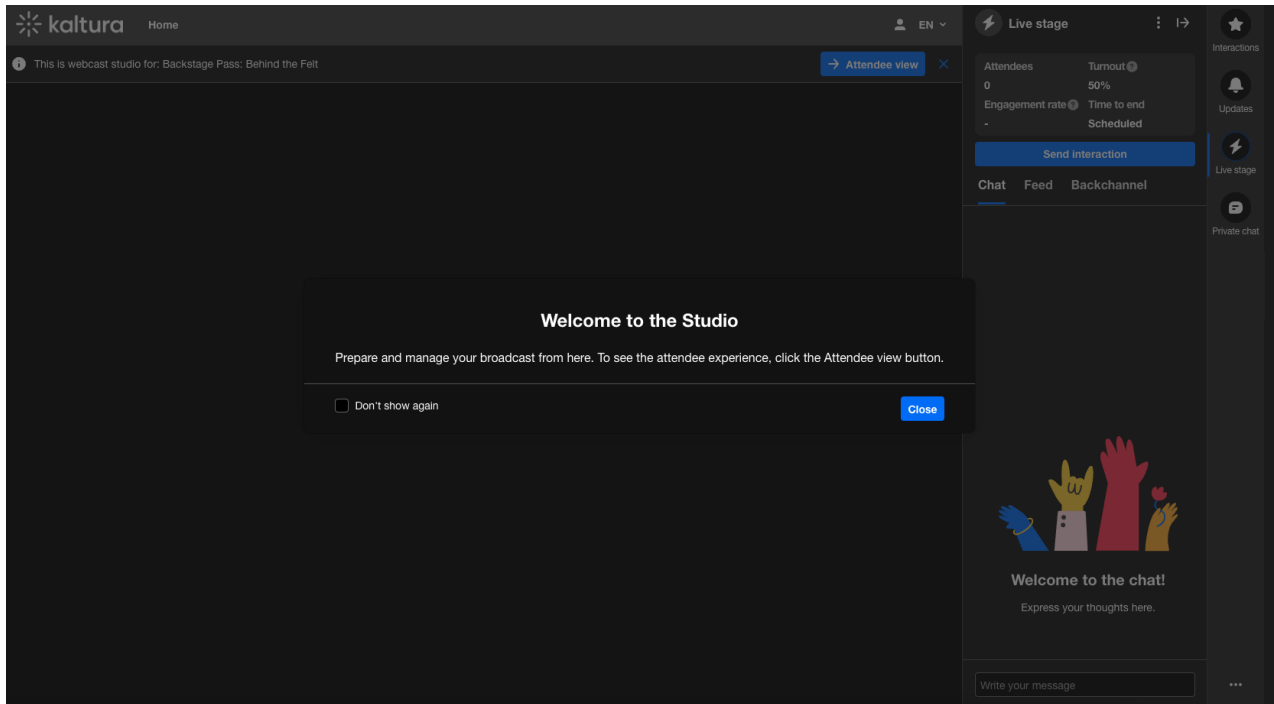 kaltura
Home
EN
This is webcast studio for: Backstage Pass: Behind the Felt
Attendee view
Live stage
Attendees
Turnout
0
50%
Engagement rate
Time to end
-
Scheduled
Send interaction
Chat
Feed
Backchannel
Interactions
Updates
Live stage
Private chat
Welcome to the Studio
Prepare and manage your broadcast from here. To see the attendee experience, click the Attendee view button.
Don't show again
Close
Welcome to the chat!
Express your thoughts here.
Write your message